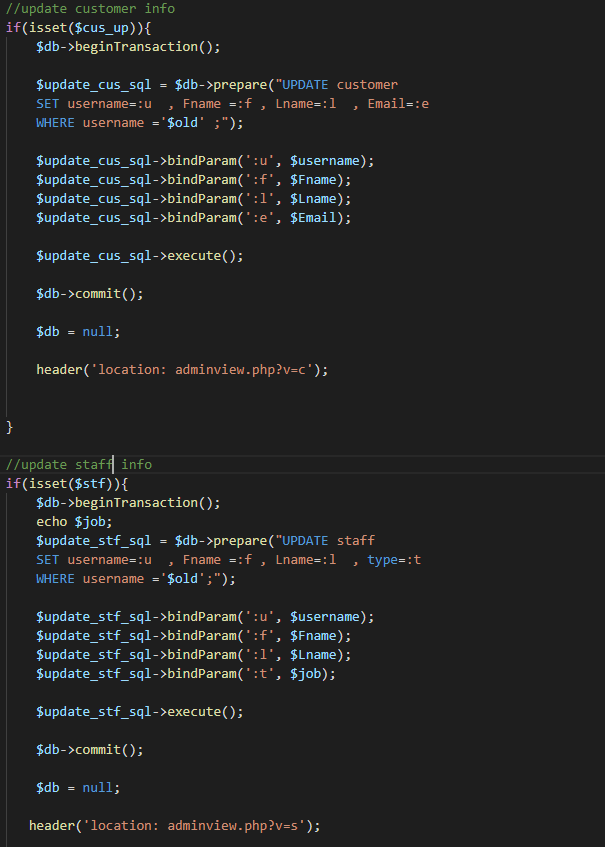 //update customer info
if(isset($cus_up)){
$db->beginTransaction();
$update_cus_sql = $db->prepare("UPDATE customer
SET username=:u  , Fname =:f , Lname=:l  , Email=:e
WHERE username ='$old' ;");
$update_cus_sql->bindParam(':u', $username);
$update_cus_sql->bindParam(':f', $Fname);
$update_cus_sql->bindParam(':l', $Lname);
$update_cus_sql->bindParam(':e', $Email);
$update_cus_sql->execute();
$db->commit();
$db = null;
header('location: adminview.php?v=c');
}
//update staff info
if(isset($stf)){
$db->beginTransaction();
echo $job;
$update_stf_sql = $db->prepare("UPDATE staff
SET username=:u  , Fname =:f , Lname=:l  , type=:t
WHERE username ='$old';");
$update_stf_sql->bindParam(':u', $username);
$update_stf_sql->bindParam(':f', $Fname);
$update_stf_sql->bindParam(':l', $Lname);
$update_stf_sql->bindParam(':t', $job);
$update_stf_sql->execute();
$db->commit();
$db = null;
header('location: adminview.php?v=s');